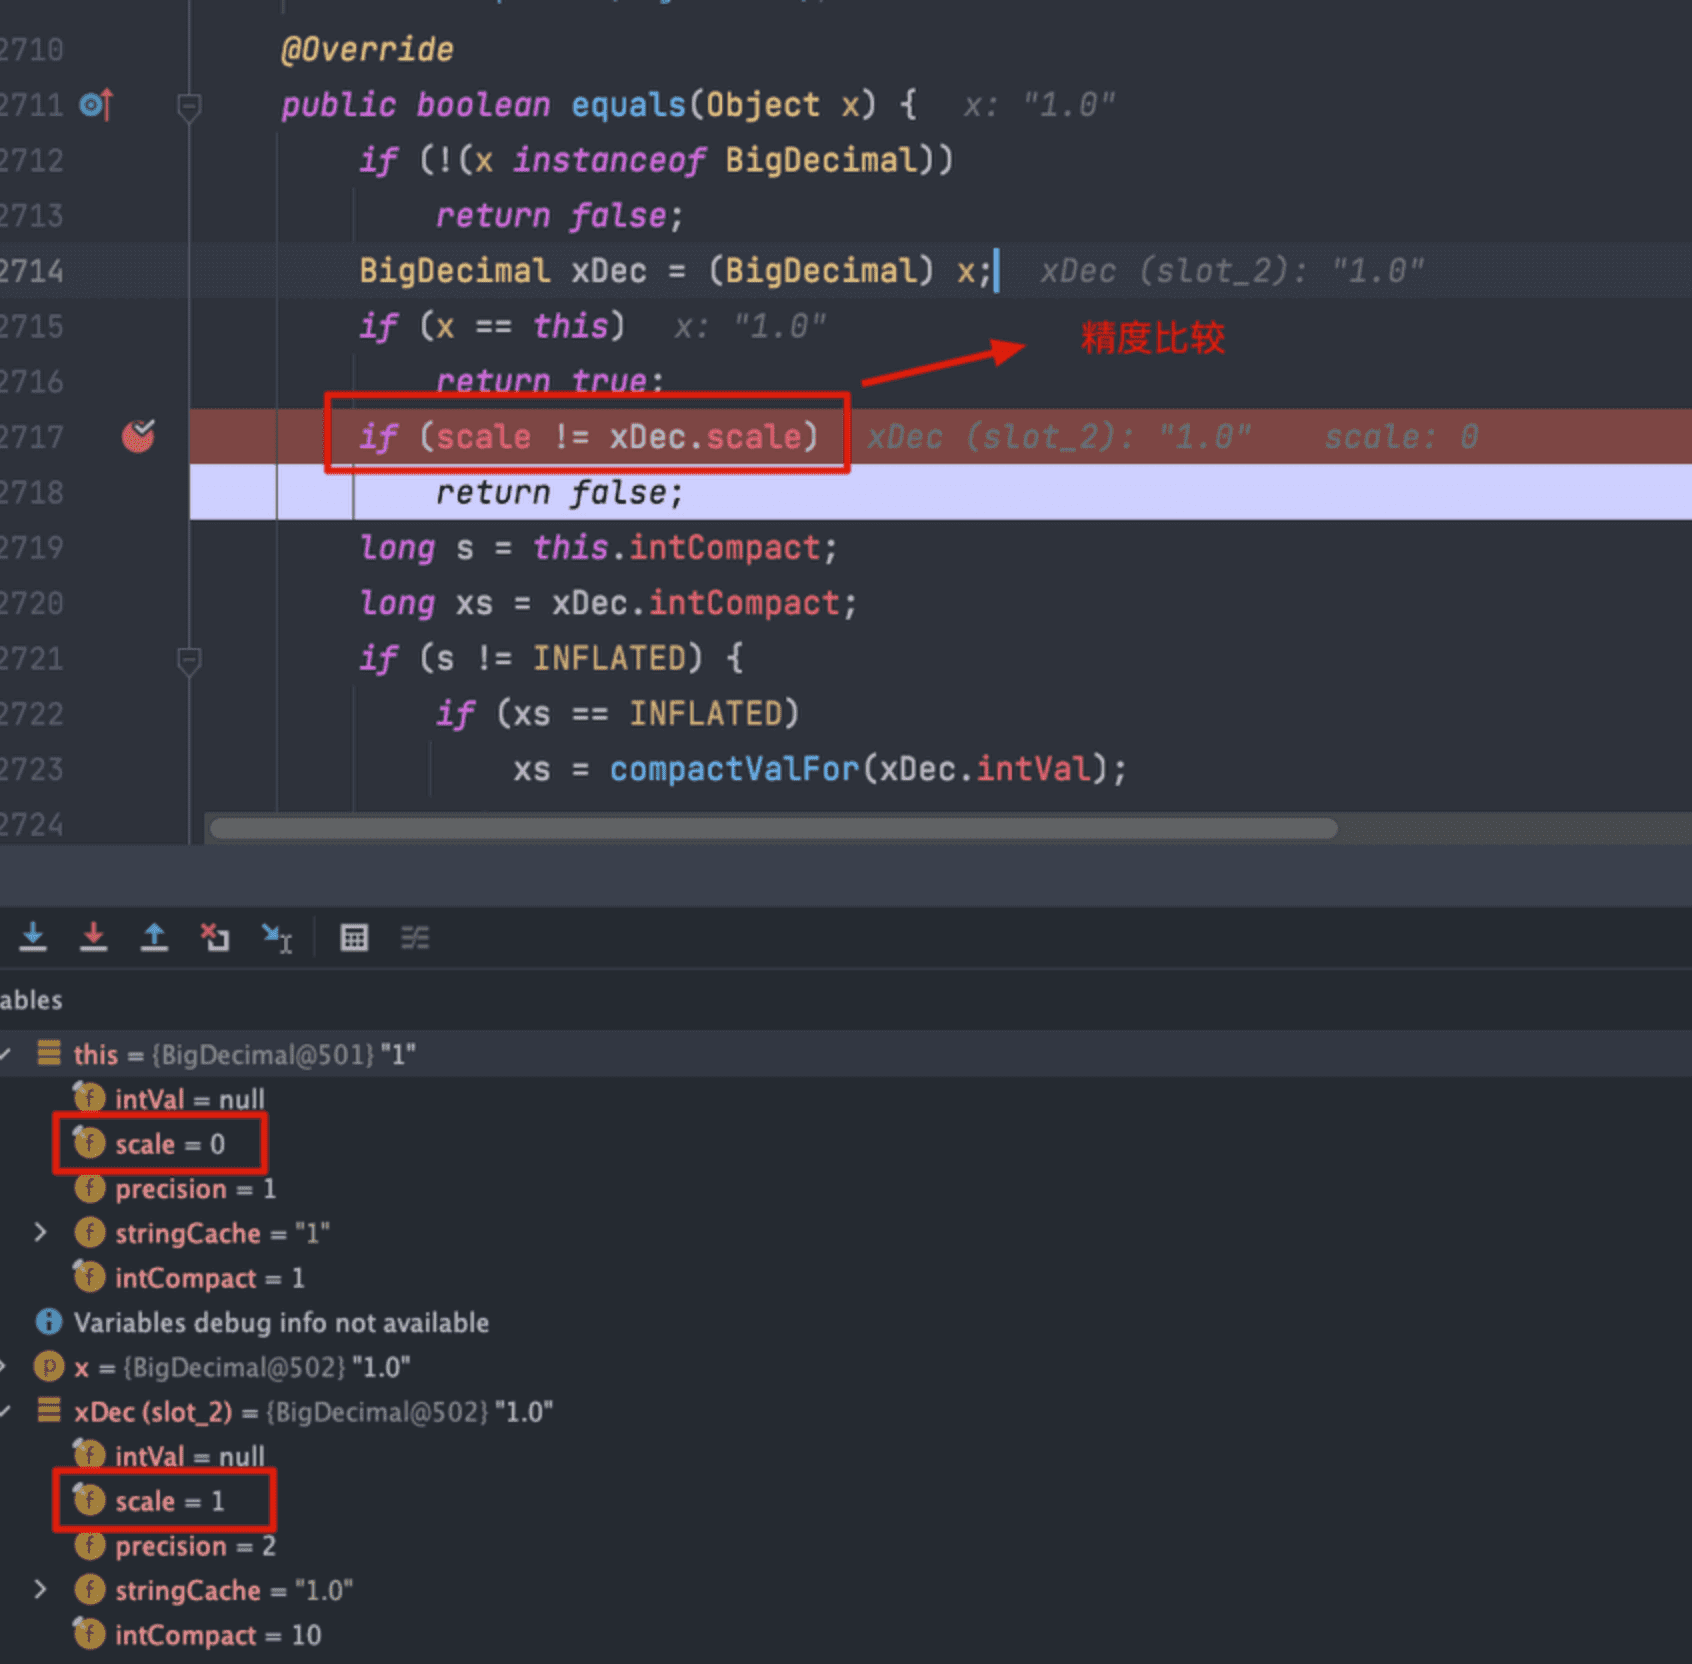 2710 @Override
2711 public boolean equals(Object x) { x: "1.0"
2712 if (!(x instanceof BigDecimal))
2713 return false;
2714 BigDecimal xDec = (BigDecimal) x; xDec (slot_2): "1.0"
2715 if (x == this) x: "1.0"
精度比较
2716 return true;
2717 if (scale != xDec.scale) xDec (slot_2): "1.0" scale: 0
2718 return false;
2719 long s = this.intCompact;
2720 long xs = xDec.intCompact;
2721 if (s != INFLATED) {
2722 if (xs == INFLATED)
2723 xs = compactValFor(xDec.intVal);
2724
ables
this = {BigDecimal@501} "1"
f intVal = null
f scale = 0
f precision = 1
f stringCache = "1"
f intCompact = 1
Variables debug info not available
p x = {BigDecimal@502} "1.0"
xDec (slot_2) = {BigDecimal@502} "1.0"
f intVal = null
f scale = 1
f precision = 2
f stringCache = "1.0"
f intCompact = 10